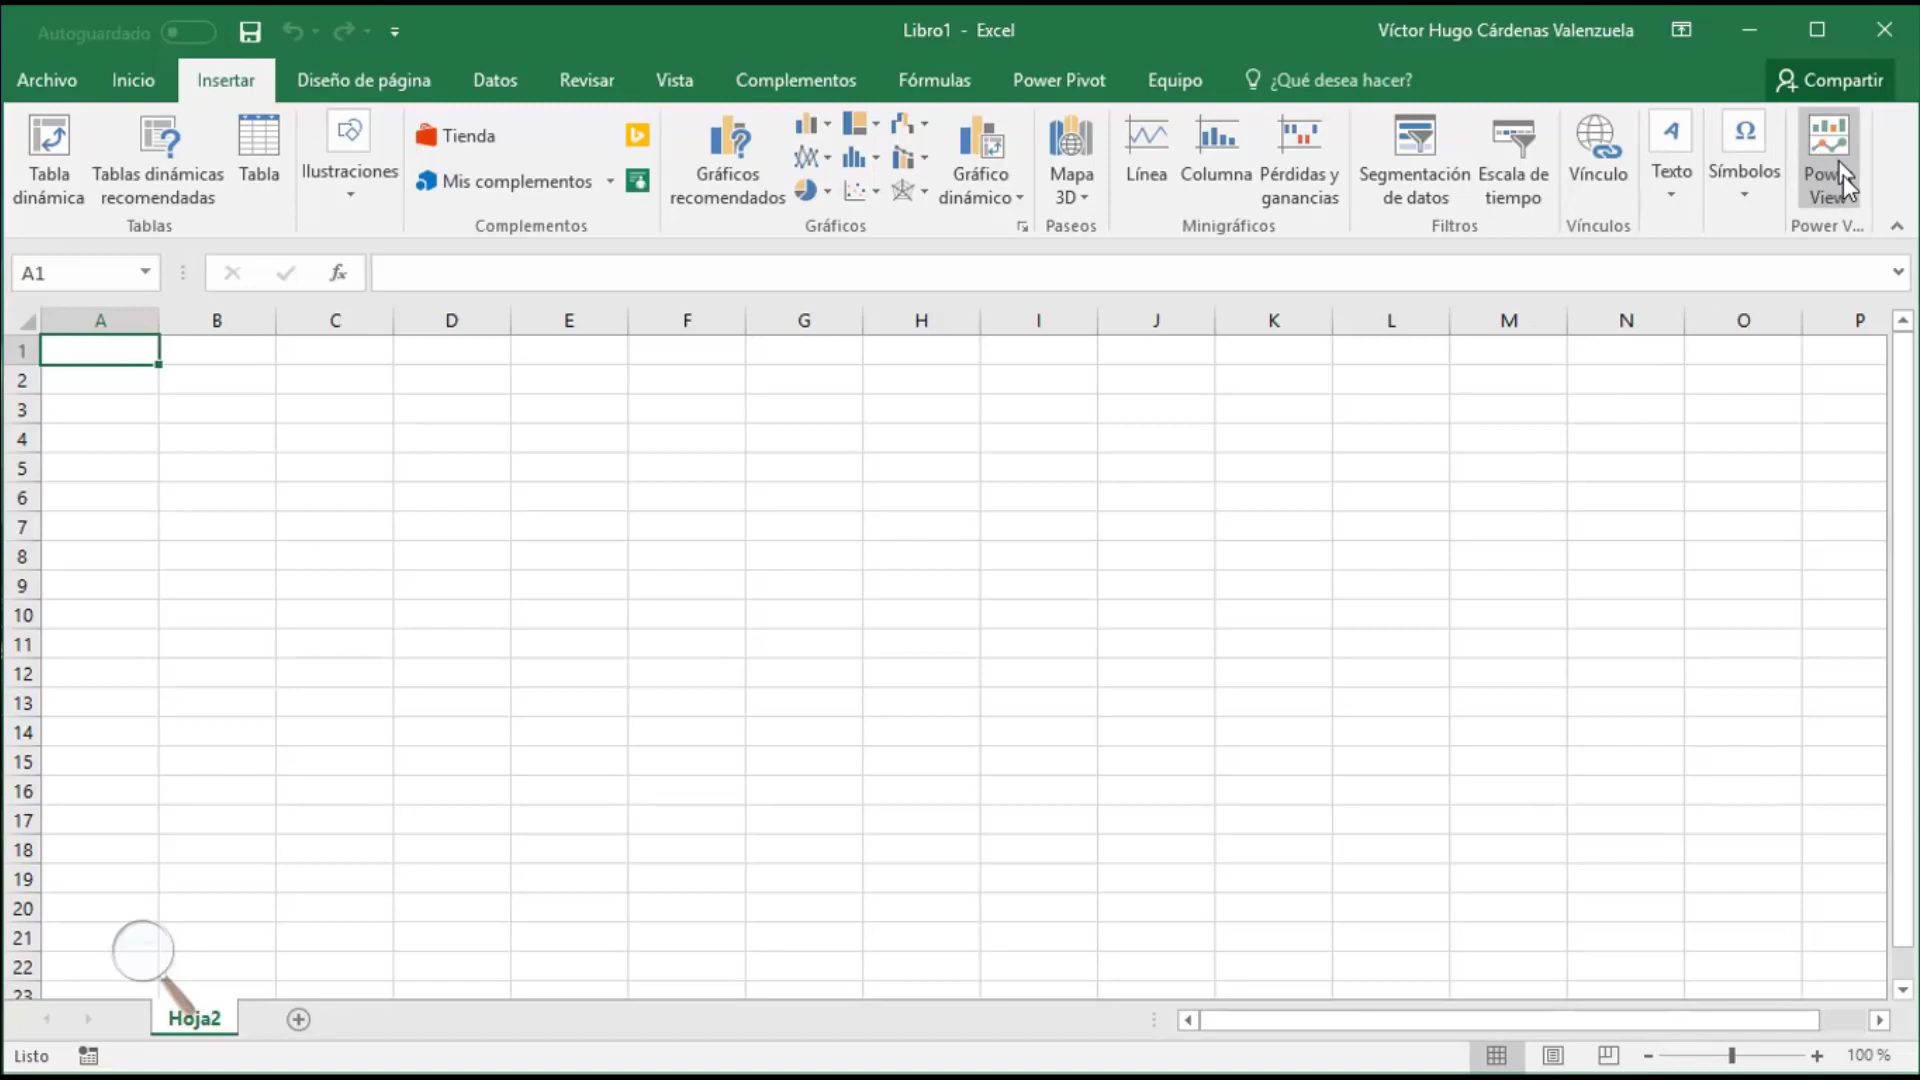 Autoguardado
Libro1 - Excel
Víctor Hugo Cárdenas Valenzuela
Archivo Inicio Insertar Diseño de página Datos Revisar Vista Complementos Fórmulas Power Pivot Equipo ¿Qué desea hacer? Compartir
Tabla dinámica
Tablas dinámicas recomendadas
Tabla
Tablas
Ilustraciones
Tienda
Mis complementos
Complementos
Gráficos recomendados
Gráfico dinámico
Gráficos
Mapa 3D
Paseos
Línea
Columna
Pérdidas y ganancias
Minigráficos
Segmentación de datos
Escala de tiempo
Filtros
Vínculo
Vínculos
Texto
Símbolos
Power View
Power V...
A1
fx
A B C D E F G H I J K L M N O P
1
2
3
4
5
6
7
8
9
10
11
12
13
14
15
16
17
18
19
20
21
22
23
Hoja2
Listo
100 %